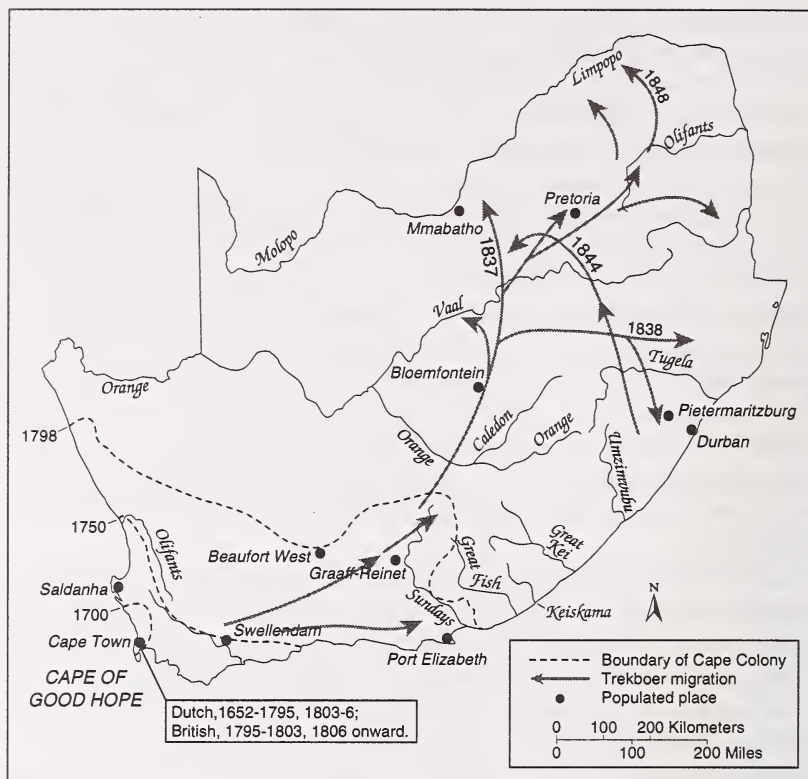 Limpopo
1848
Olifants
Pretoria
Mmabatho
Molopo
1837
1844
Vaal
1838
Tugela
Bloemfontein
Orange
Caledon
Orange
Orange
Pietermaritzburg
Durban
Umzimvubu
1798
1750
Olifants
Beaufort West
Graaff-Reinet
Great Fish
Great Kei
Keiskama
Saldanha
1700
Sundays
N
Swellendam
Cape Town
Port Elizabeth
CAPE OF
GOOD HOPE
Dutch,1652-1795, 1803-6;
British, 1795-1803, 1806 onward.
Boundary of Cape Colony
Trekboer migration
Populated place
0 100 200 Kilometers
0 100 200 Miles